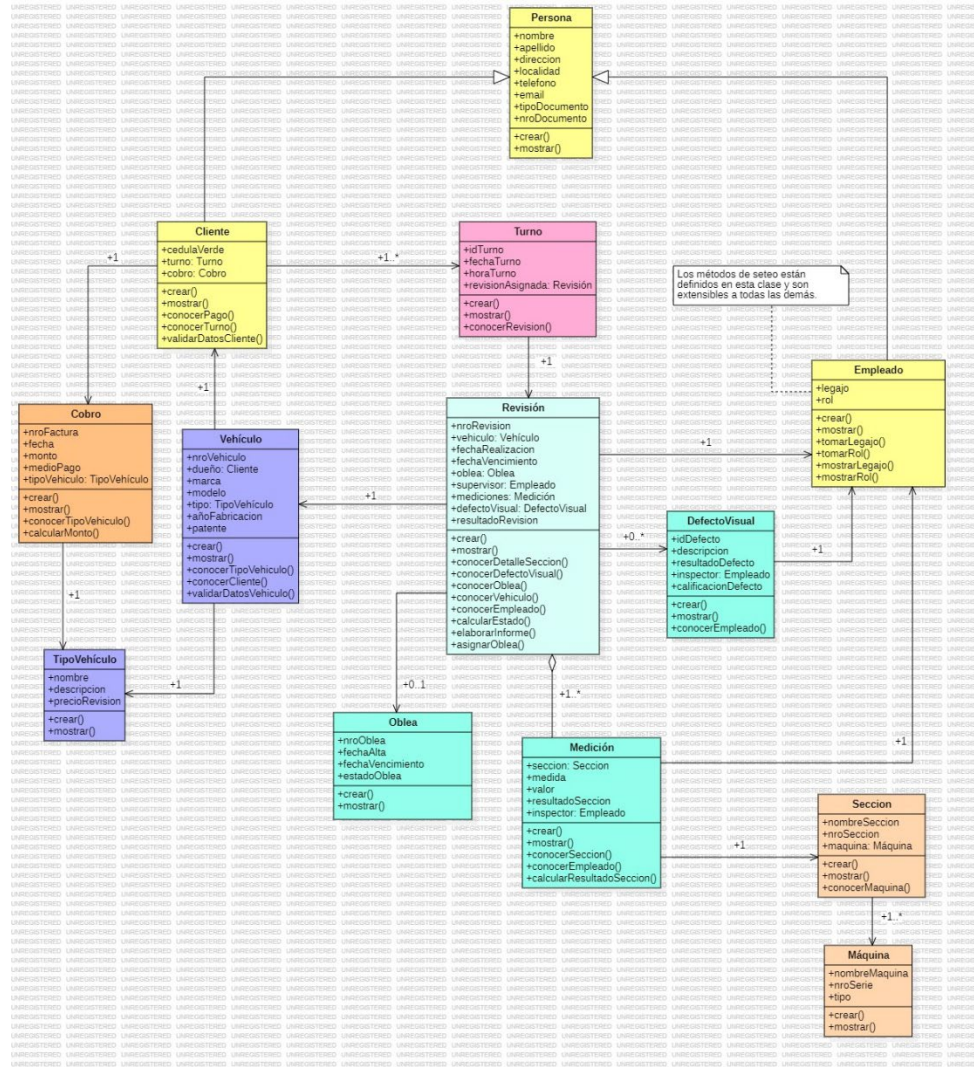 Persona
+nombre
+apellido
+direccion
+localidad
+telefono
+email
+tipoDocumento
+nroDocumento
+crear()
+mostrar()
Cliente
+cedulaVerde
+turno: Turno
+cobro: Cobro
+crear()
+mostrar()
+conocerPago()
+conocerTurno()
+validarDatosCliente()
+1
+1..*
Turno
+idTurno
+fechaTurno
+horaTurno
+revisionAsignada: Revisión
+crear()
+mostrar()
+conocerRevision()
+1
Los métodos de seteo están
definidos en esta clase y son
extensibles a todas las demás.
Empleado
+legajo
+rol
+crear()
+mostrar()
+tomarLegajo()
+tomarRol()
+mostrarLegajo()
+mostrarRol()
+1
Cobro
+nroFactura
+fecha
+monto
+medioPago
+tipoVehiculo: TipoVehículo
+crear()
+mostrar()
+conocerTipoVehiculo()
+calcularMonto()
+1
Vehículo
+nroVehiculo
+dueño: Cliente
+marca
+modelo
+tipo: TipoVehículo
+añoFabricacion
+patente
+crear()
+mostrar()
+conocerTipoVehiculo()
+conocerCliente()
+validarDatosVehiculo()
+1
+1
Revisión
+nroRevision
+vehiculo: Vehículo
+fechaRealizacion
+fechaVencimiento
+oblea: Oblea
+supervisor: Empleado
+mediciones: Medición
+defectoVisual: DefectoVisual
+resultadoRevision
+crear()
+mostrar()
+conocerDetalleSeccion()
+conocerDefectoVisual()
+conocerOblea()
+conocerVehiculo()
+conocerEmpleado()
+calcularEstado()
+elaborarInforme()
+asignarOblea()
+1
+0..*
DefectoVisual
+idDefecto
+descripcion
+resultadoDefecto
+inspector: Empleado
+calificacionDefecto
+crear()
+mostrar()
+conocerEmpleado()
+1
TipoVehículo
+nombre
+descripcion
+precioRevision
+crear()
+mostrar()
+0..1
+1..*
Oblea
+nroOblea
+fechaAlta
+fechaVencimiento
+estadoOblea
+crear()
+mostrar()
Medición
+seccion: Seccion
+medida
+valor
+resultadoSeccion
+inspector: Empleado
+crear()
+mostrar()
+conocerSeccion()
+conocerEmpleado()
+calcularResultadoSeccion()
+1
+1
Seccion
+nombreSeccion
+nroSeccion
+maquina: Máquina
+crear()
+mostrar()
+conocerMaquina()
+1..*
Máquina
+nombreMaquina
+nroSerie
+tipo
+crear()
+mostrar()
UNREGISTERED